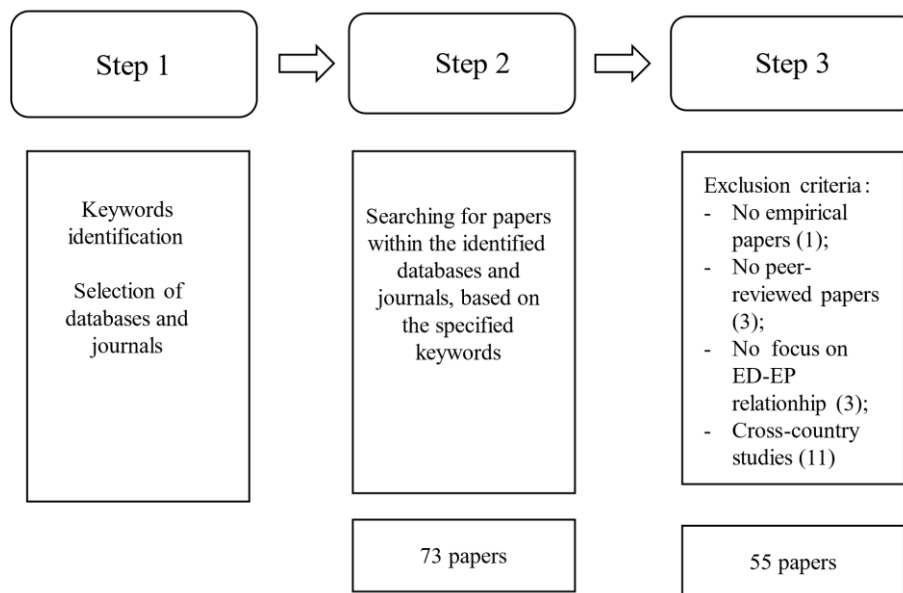 Step 1
Step 2
Step 3
Keywords
identification
Selection of
databases and
journals
Searching for papers
within the identified
databases and
journals, based on
the specified
keywords
Exclusion criteria:
- No empirical
papers (1);
- No peer-
reviewed papers
(3);
- No focus on
ED-EP
relationhip (3);
- Cross-country
studies (11)
73 papers
55 papers